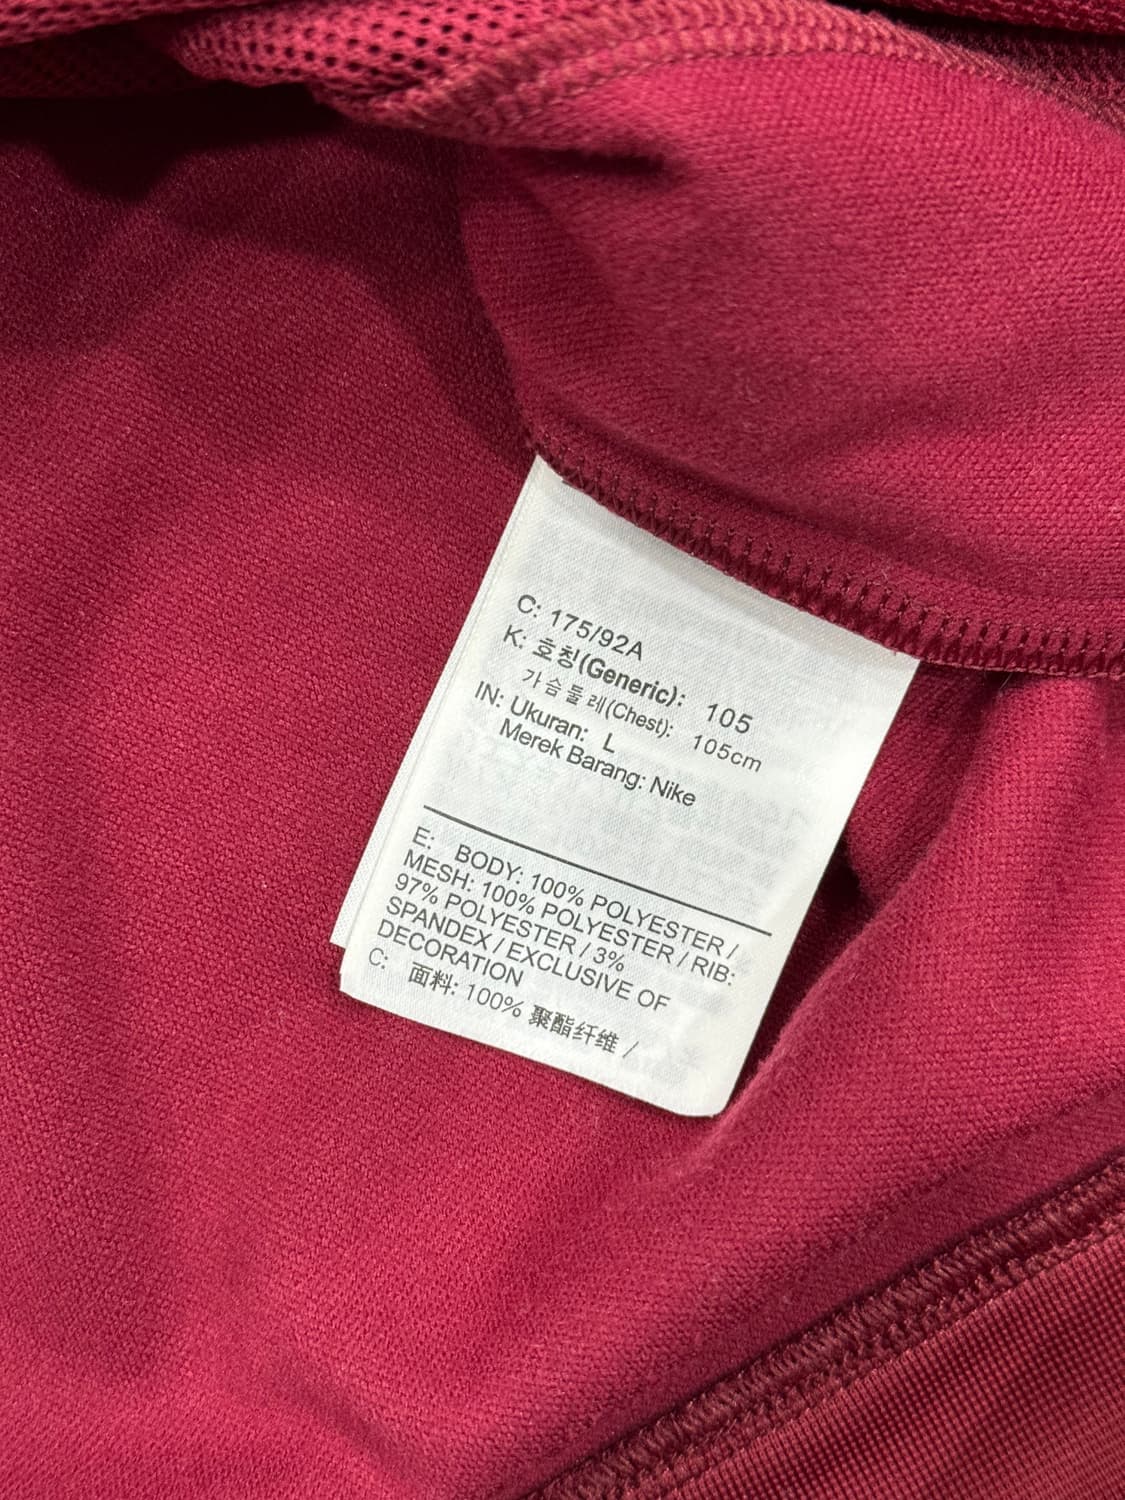 C: 175/92A
K: 호칭(Generic): 105
가슴둘레(Chest): 105cm
IN: Ukuran: L
Merek Barang: Nike
E: BODY: 100% POLYESTER /
MESH: 100% POLYESTER / RIB:
97% POLYESTER / 3%
SPANDEX / EXCLUSIVE OF
DECORATION
C: 面料: 100% 聚酯纤维 /